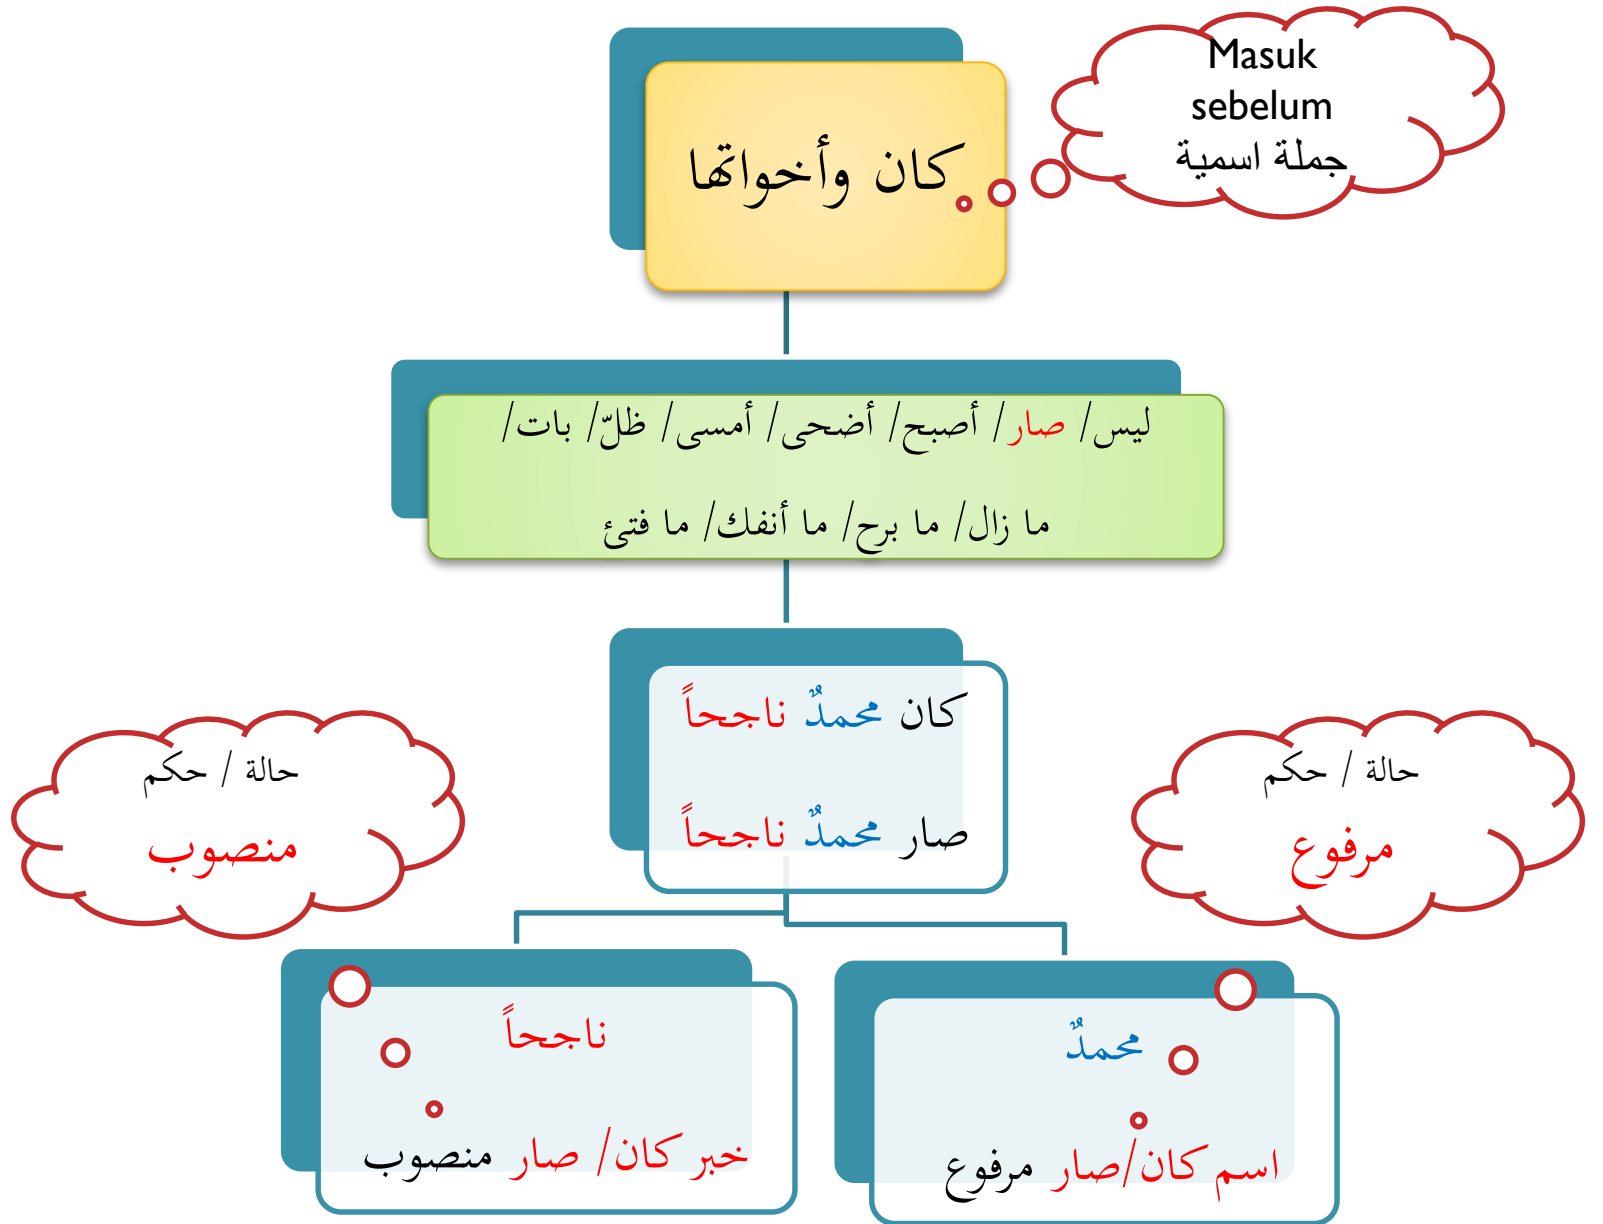 Masuk
sebelum
جملة اسمية
كان وأخواتها
ليس/ صار/ أصبح/ أضحى/ أمسى/ ظلّ/ بات/
ما زال/ ما برح/ ما أنفك/ ما فتئ
كان محمدٌ ناجحاً
صار محمدٌ ناجحاً
حالة / حكم
مرفوع
حالة / حكم
منصوب
محمدٌ
اسم كان/صار مرفوع
ناجحاً
خبر كان/ صار منصوب